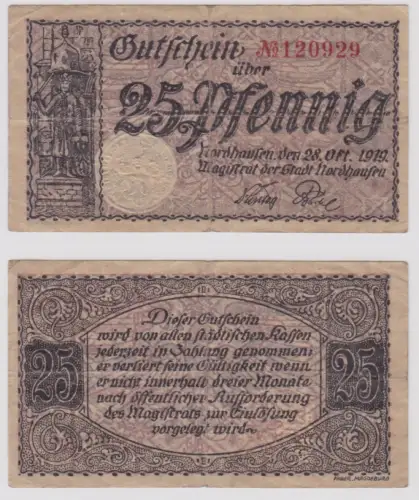 Gutschein № 120929
über
25 Pfennig
Nordhausen, den 28. Okt. 1919.
Magistrat der Stadt Nordhausen
Dieser Gutschein
wird von allen städtischen Kassen
25 jederzeit in Zahlung genommen; 25
er verliert seine Gültigkeit wenn
er nicht innerhalb dreier Monate
nach öffentlicher Aufforderung
des Magistrats zur Einlösung
vorgelegt wird.